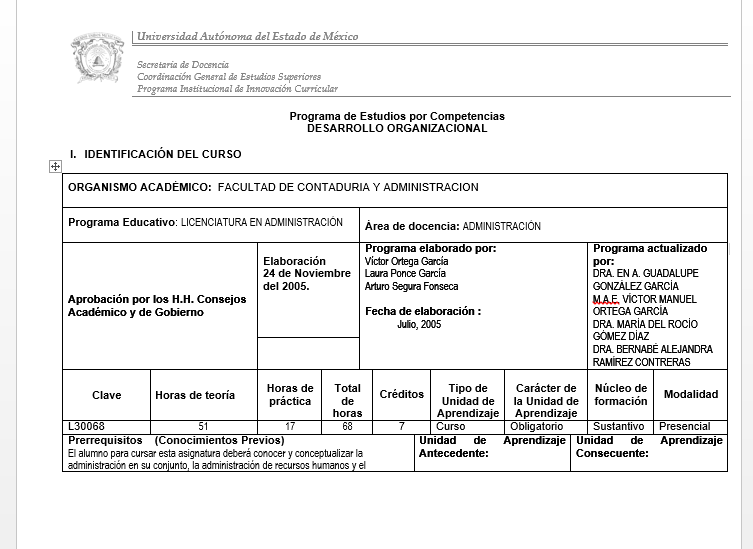 Universidad Autónoma del Estado de México
Secretaría de Docencia
Coordinación General de Estudios Superiores
Programa Institucional de Innovación Curricular
Programa de Estudios por Competencias
DESARROLLO ORGANIZACIONAL
I. IDENTIFICACIÓN DEL CURSO
ORGANISMO ACADÉMICO: FACULTAD DE CONTADURIA Y ADMINISTRACION
Programa Educativo: LICENCIATURA EN ADMINISTRACIÓN
Área de docencia: ADMINISTRACIÓN
Aprobación por los H.H. Consejos
Académico y de Gobierno
Elaboración
24 de Noviembre
del 2005.
Programa elaborado por:
Víctor Ortega García
Laura Ponce García
Arturo Segura Fonseca
Fecha de elaboración :
Julio, 2005
Programa actualizado
por:
DRA. EN A. GUADALUPE
GONZÁLEZ GARCÍA
M.A.E. VÍCTOR MANUEL
ORTEGA GARCÍA
DRA. MARÍA DEL ROCÍO
GÓMEZ DÍAZ
DRA. BERNABÉ ALEJANDRA
RAMÍREZ CONTRERAS
Clave
Horas de teoría
Horas de
práctica
Total
de
horas
Créditos
Tipo de
Unidad de
Aprendizaje
Carácter de
la Unidad de
Aprendizaje
Núcleo de
formación
Modalidad
L30068 51 17 68 7 Curso Obligatorio Sustantivo Presencial
Prerrequisitos (Conocimientos Previos)
El alumno para cursar esta asignatura deberá conocer y conceptualizar la
administración en su conjunto, la administración de recursos humanos y el
Unidad de Aprendizaje
Antecedente:
Unidad de Aprendizaje
Consecuente: